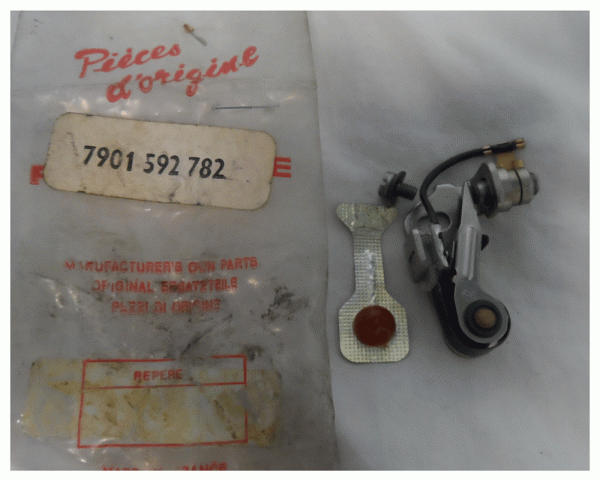 Pièces
d'origine
7901 592 782
E
MANUFACTURER'S OWN PARTS
ORIGINAL ERSATZTEILE
PEZZI DI ORIGINE
REPERE